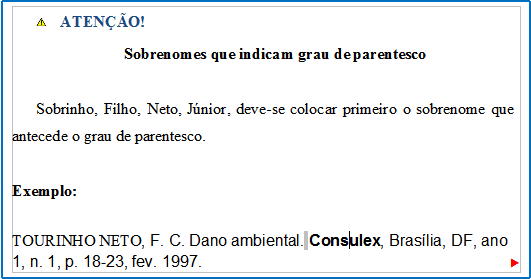 ATENÇÃO!
Sobrenomes que indicam grau de parentesco
Sobrinho, Filho, Neto, Júnior, deve-se colocar primeiro o sobrenome que
antecede o grau de parentesco.
Exemplo:
TOURINHO NETO, F. C. Dano ambiental. Consulex, Brasília, DF, ano
1, n. 1, p. 18-23, fev. 1997.